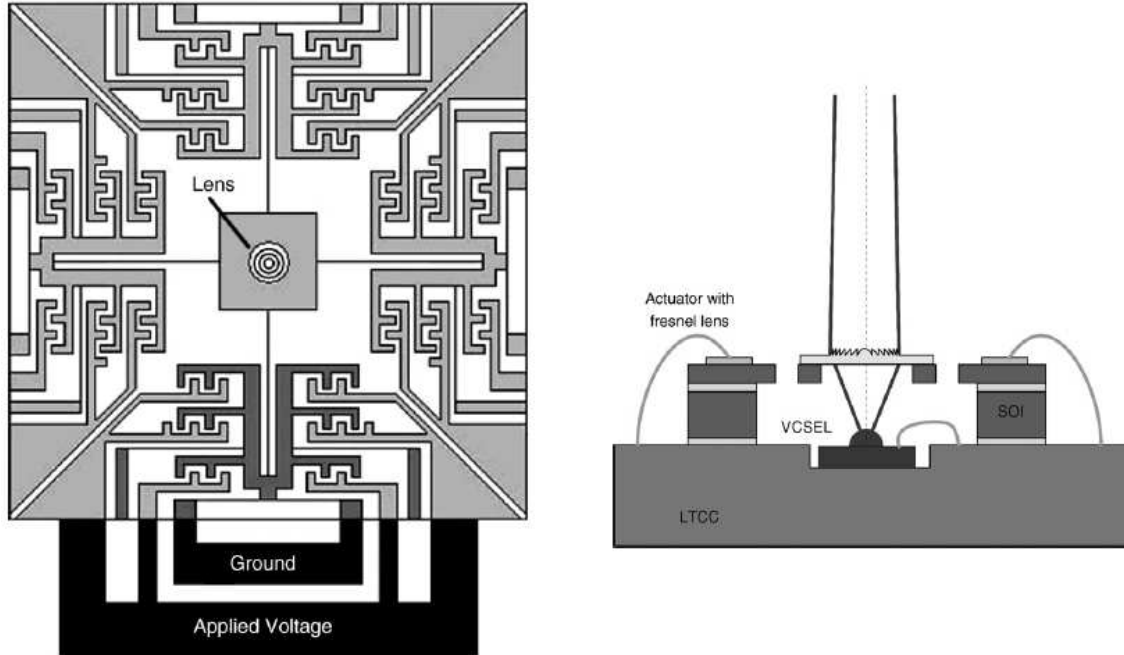 Lens
Ground
Applied Voltage
Actuator with
fresnel lens
VCSEL
SOI
LTCC